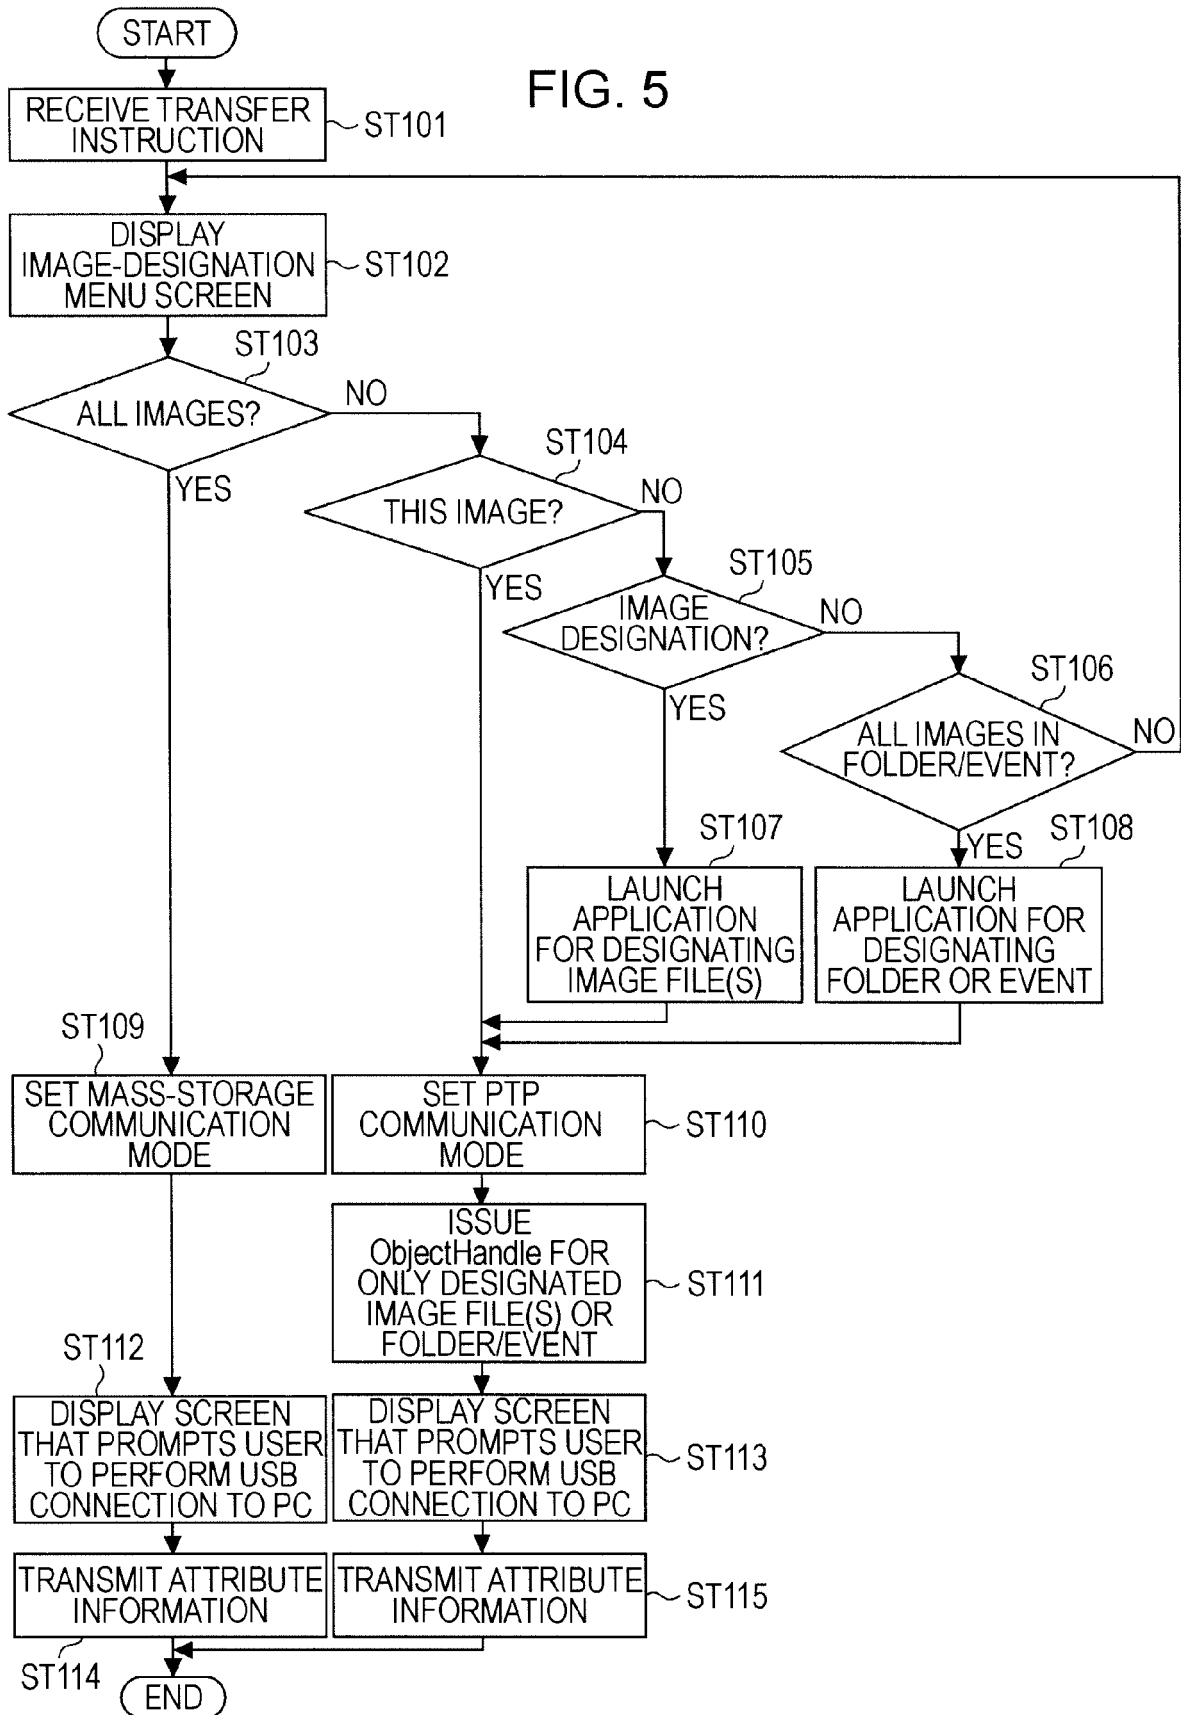 START
FIG. 5
RECEIVE TRANSFER
INSTRUCTION
ST101
DISPLAY
IMAGE-DESIGNATION
MENU SCREEN
ST102
ST103
ALL IMAGES?
NO
YES
ST104
THIS IMAGE?
NO
YES
ST105
IMAGE
DESIGNATION?
NO
YES
ST106
ALL IMAGES IN
FOLDER/EVENT?
NO
YES
ST107
LAUNCH
APPLICATION
FOR DESIGNATING
IMAGE FILE(S)
ST108
LAUNCH
APPLICATION FOR
DESIGNATING
FOLDER OR EVENT
ST109
SET MASS-STORAGE
COMMUNICATION
MODE
SET PTP
COMMUNICATION
MODE
ST110
ISSUE
ObjectHandle FOR
ONLY DESIGNATED
IMAGE FILE(S) OR
FOLDER/EVENT
ST111
ST112
DISPLAY SCREEN
THAT PROMPTS USER
TO PERFORM USB
CONNECTION TO PC
DISPLAY SCREEN
THAT PROMPTS USER
TO PERFORM USB
CONNECTION TO PC
ST113
TRANSMIT ATTRIBUTE
INFORMATION
ST114
TRANSMIT ATTRIBUTE
INFORMATION
ST115
END